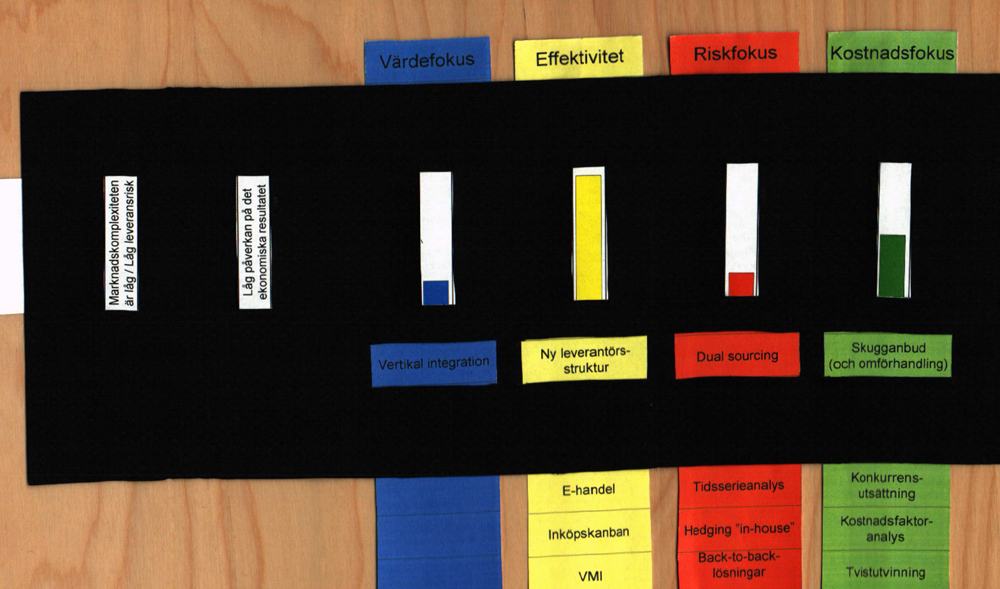 Värdefokus
Effektivitet
Riskfokus
Kostnadsfokus
Marknadskomplexiteten
är låg / Låg leveransrisk
Låg påverkan på det
ekonomiska resultatet
Vertikal integration
Ny leverantörs-
struktur
Dual sourcing
Skugganbud
(och omförhandling)
E-handel
Tidsserieanalys
Konkurrens-
utsättning
Inköpskanban
Hedging "in-house"
Kostnadsfaktor-
analys
VMI
Back-to-back-
lösningar
Tvistutvinning